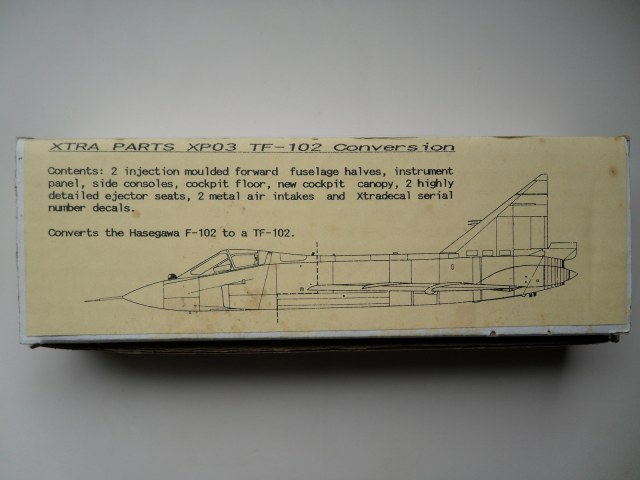 XTRA PARTS XP03 TF-102 Conversion
Contents: 2 injection moulded forward fuselage halves, instrument
panel, side consoles, cockpit floor, new cockpit canopy, 2 highly
detailed ejector seats, 2 metal air intakes and Xtradecal serial
number decals.
Converts the Hasegawa F-102 to a TF-102.